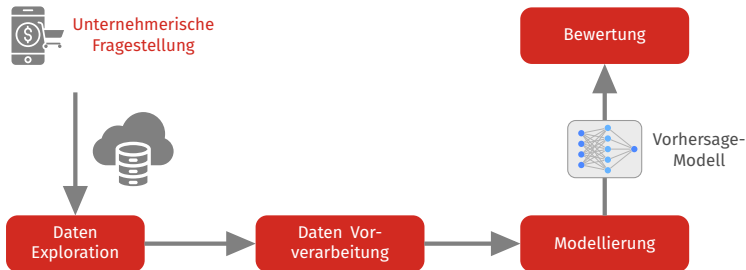 Unternehmerische
Fragestellung
Bewertung
Vorhersage-
Modell
Daten
Exploration
Daten Vor-
verarbeitung
Modellierung